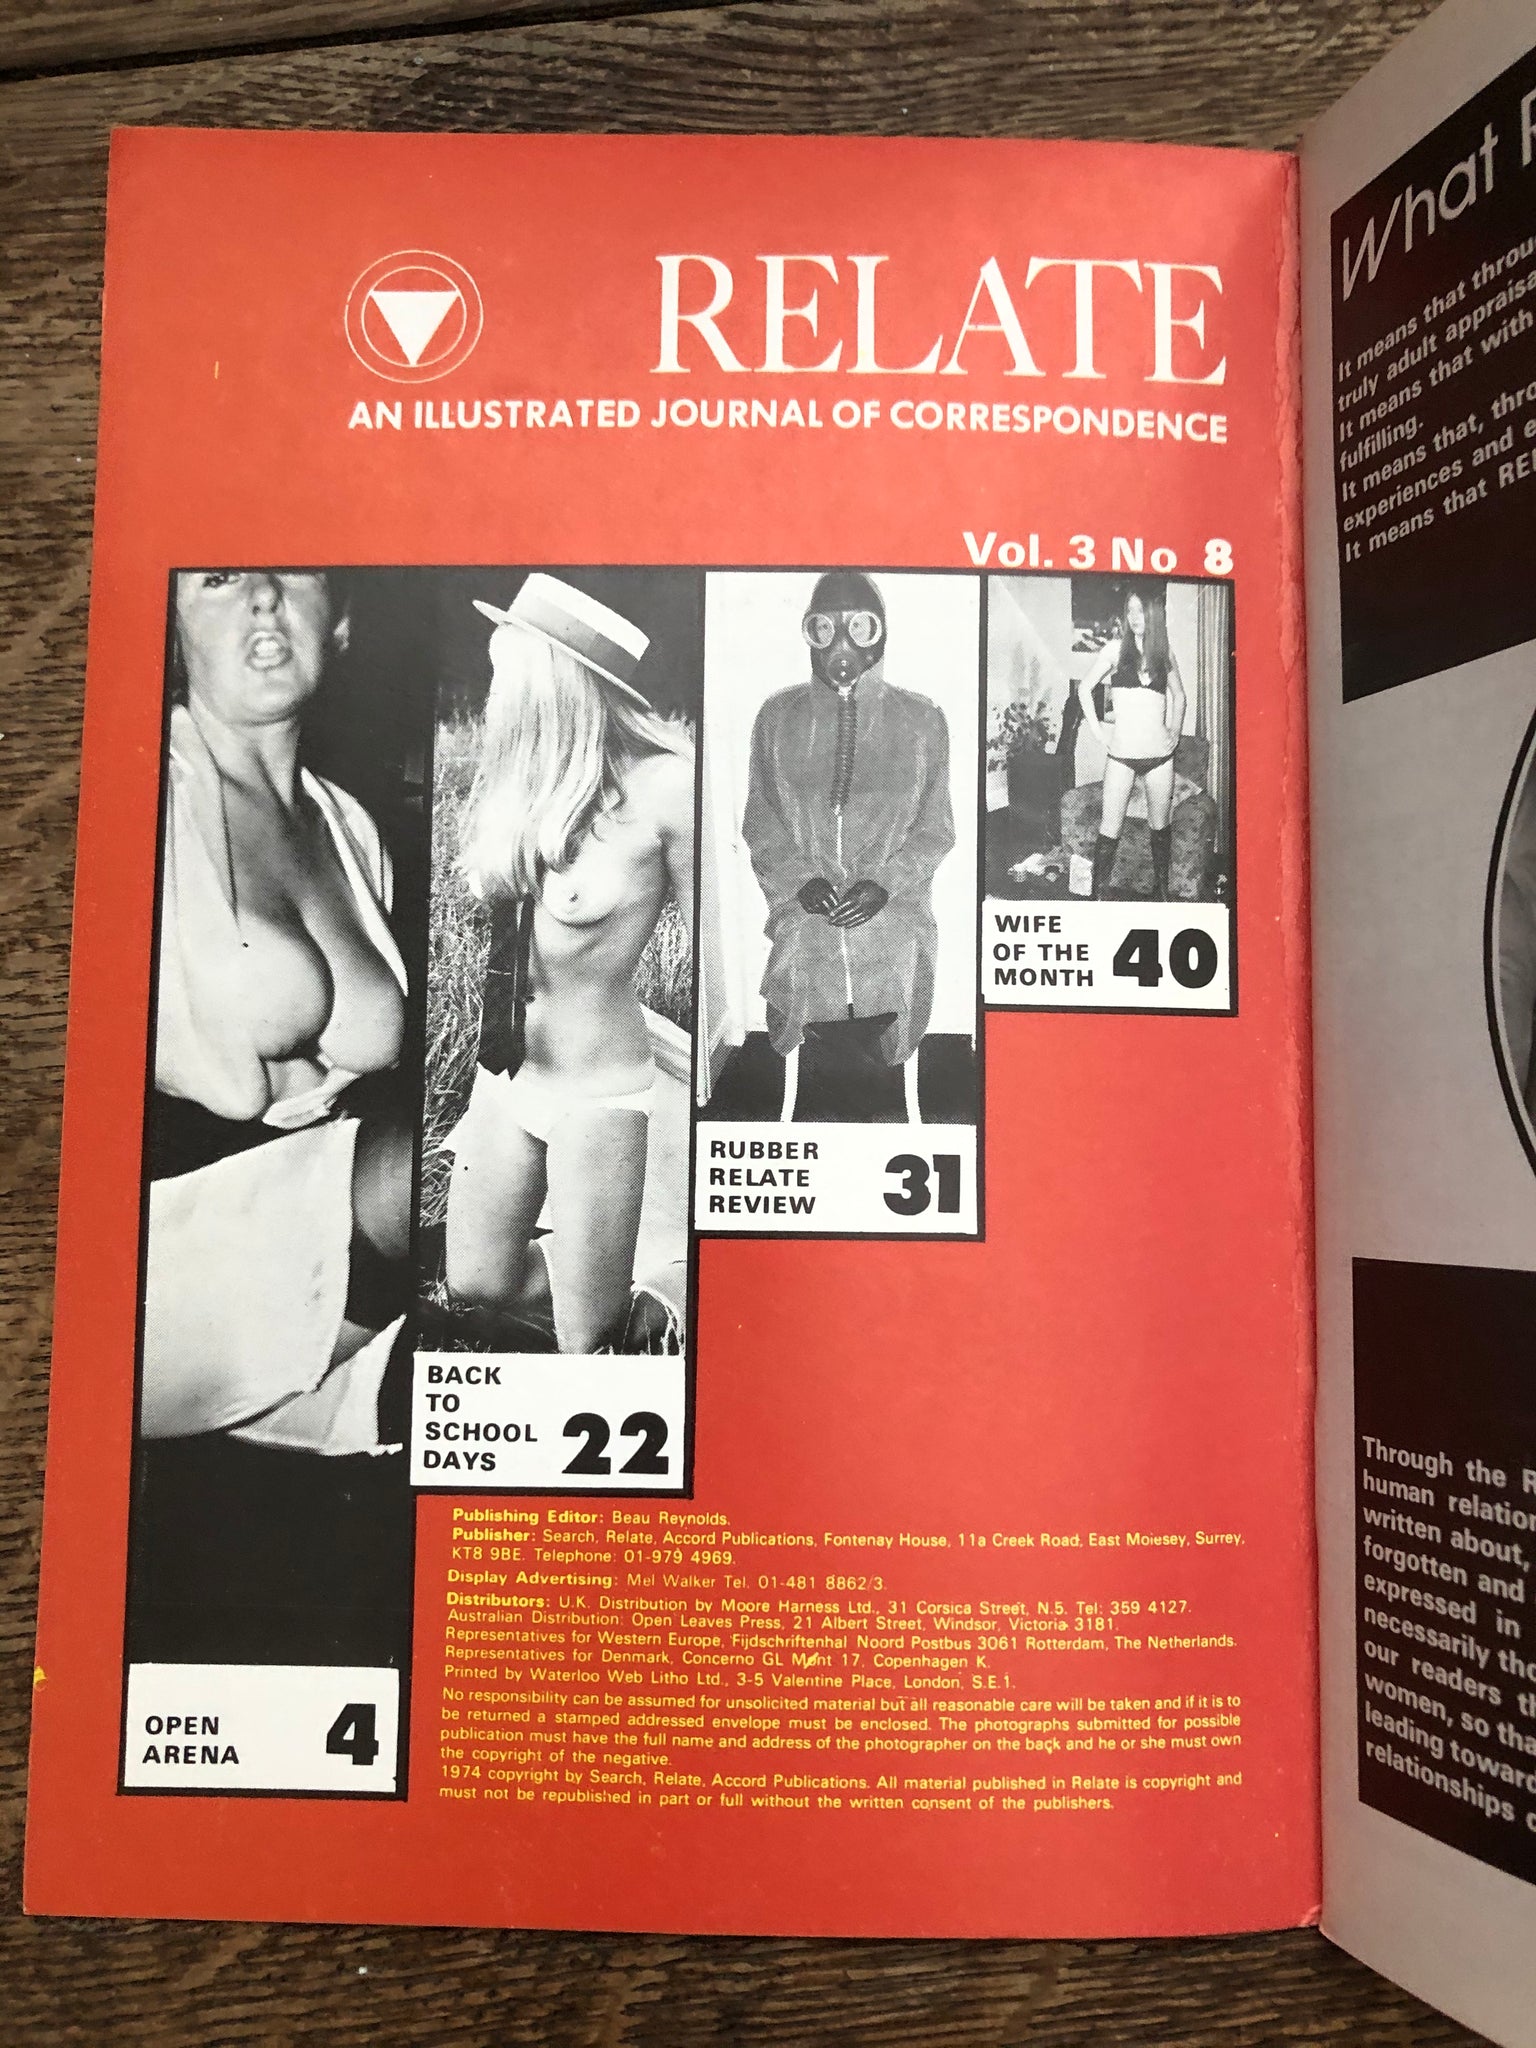 RELATE
AN ILLUSTRATED JOURNAL OF CORRESPONDENCE
Vol. 3 No 8
WIFE
OF THE
MONTH 40
RUBBER
RELATE
REVIEW 31
BACK
TO
SCHOOL
DAYS 22
OPEN
ARENA 4
Publishing Editor: Beau Reynolds.
Publisher: Search, Relate, Accord Publications, Fontenay House, 11a Creek Road, East Molesey, Surrey,
KT8 9BE. Telephone: 01-979 4969.
Display Advertising: Mel Walker Tel. 01-481 8862/3.
Distributors: U.K. Distribution by Moore Harness Ltd., 31 Corsica Street, N.5. Tel: 359 4127.
Australian Distribution: Open Leaves Press, 21 Albert Street, Windsor, Victoria 3181.
Representatives for Western Europe, Fijdschriftenhal Noord Postbus 3061 Rotterdam, The Netherlands.
Representatives for Denmark, Concerno GL Mont 17, Copenhagen K.
Printed by Waterloo Web Litho Ltd., 3-5 Valentine Place, London, S.E.1.
No responsibility can be assumed for unsolicited material but all reasonable care will be taken and if it is to
be returned a stamped addressed envelope must be enclosed. The photographs submitted for possible
publication must have the full name and address of the photographer on the back and he or she must own
the copyright of the negative.
1974 copyright by Search, Relate, Accord Publications. All material published in Relate is copyright and
must not be republished in part or full without the written consent of the publishers.
What
It means that
truly adult
It means that with
fulfilling.
It means that,
experiences and
It means that
Through the
human
written about,
forgotten and
expressed in
necessarily
our readers
women, so
leading
relationships